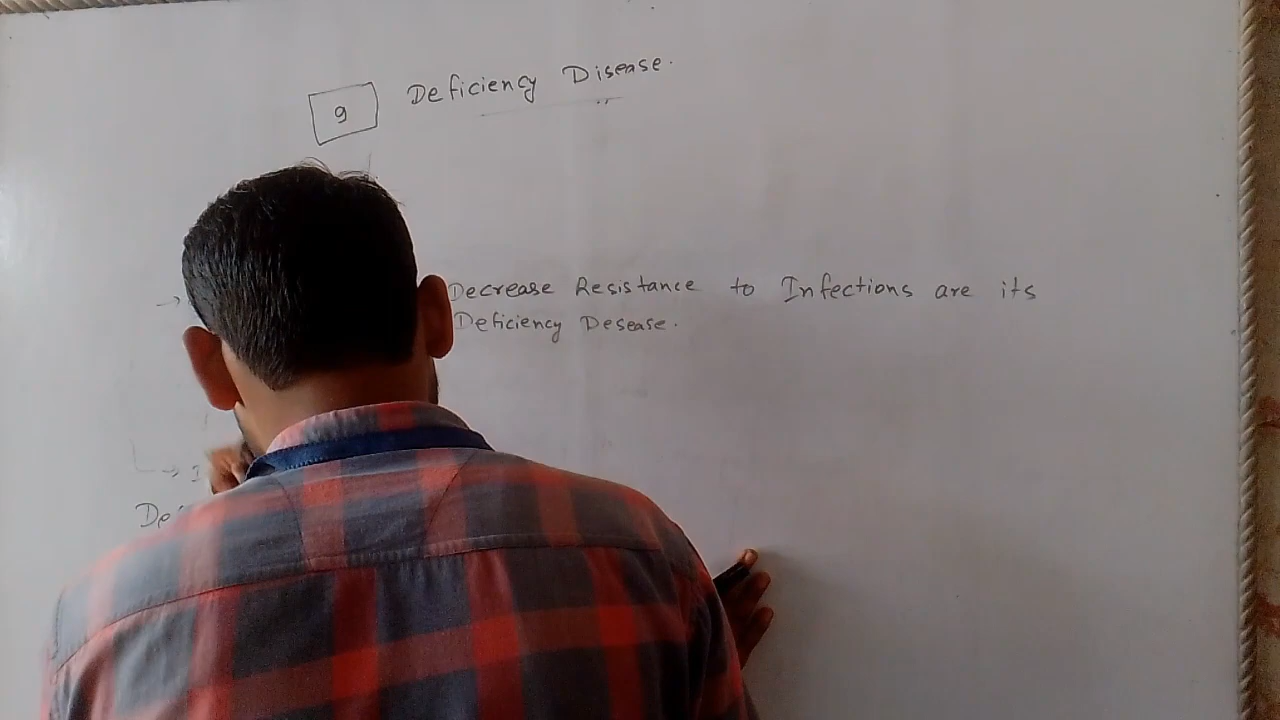 9 Deficiency Disease.
→ Decrease Resistance to Infections are its
Deficiency Desease.